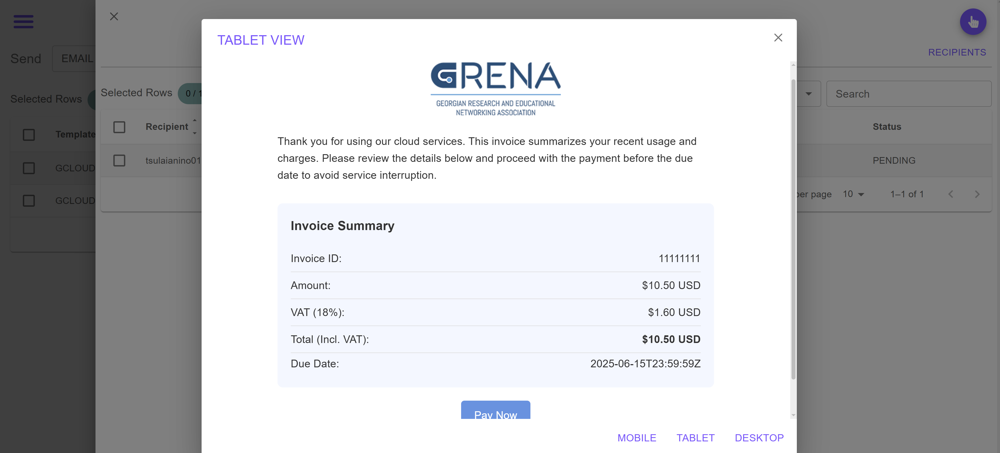 Send
EMAIL
Selected Rows
Template
GCLOUD
GCLOUD
RECIPIENTS
Selected Rows
0 / 1
Search
Recipient
Status
tsulaianino01
PENDING
per page
10
1–1 of 1
TABLET VIEW
GRENA
GEORGIAN RESEARCH AND EDUCATIONAL
NETWORKING ASSOCIATION
Thank you for using our cloud services. This invoice summarizes your recent usage and
charges. Please review the details below and proceed with the payment before the due
date to avoid service interruption.
Invoice Summary
Invoice ID: 11111111
Amount: $10.50 USD
VAT (18%): $1.60 USD
Total (Incl. VAT): $10.50 USD
Due Date: 2025-06-15T23:59:59Z
Pay Now
MOBILE TABLET DESKTOP